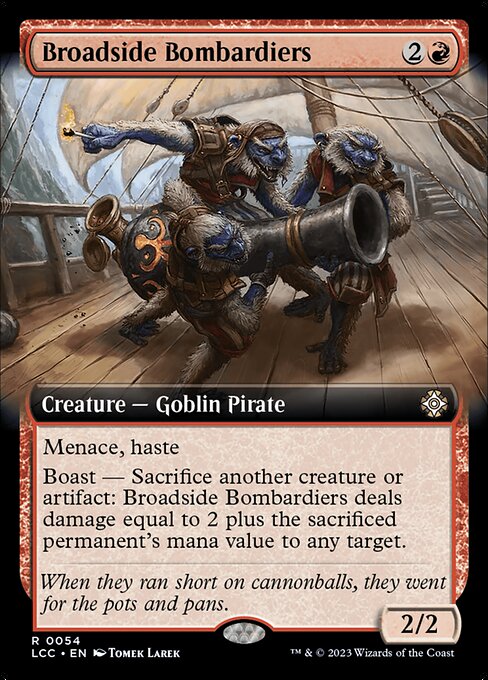 Broadside Bombardiers 2
Creature — Goblin Pirate
Menace, haste
Boast — Sacrifice another creature or
artifact: Broadside Bombardiers deals
damage equal to 2 plus the sacrificed
permanent's mana value to any target.
When they ran short on cannonballs, they went
for the pots and pans.
2/2
R 0054
LCC • EN Tomek Larek
™ & © 2023 Wizards of the Coast